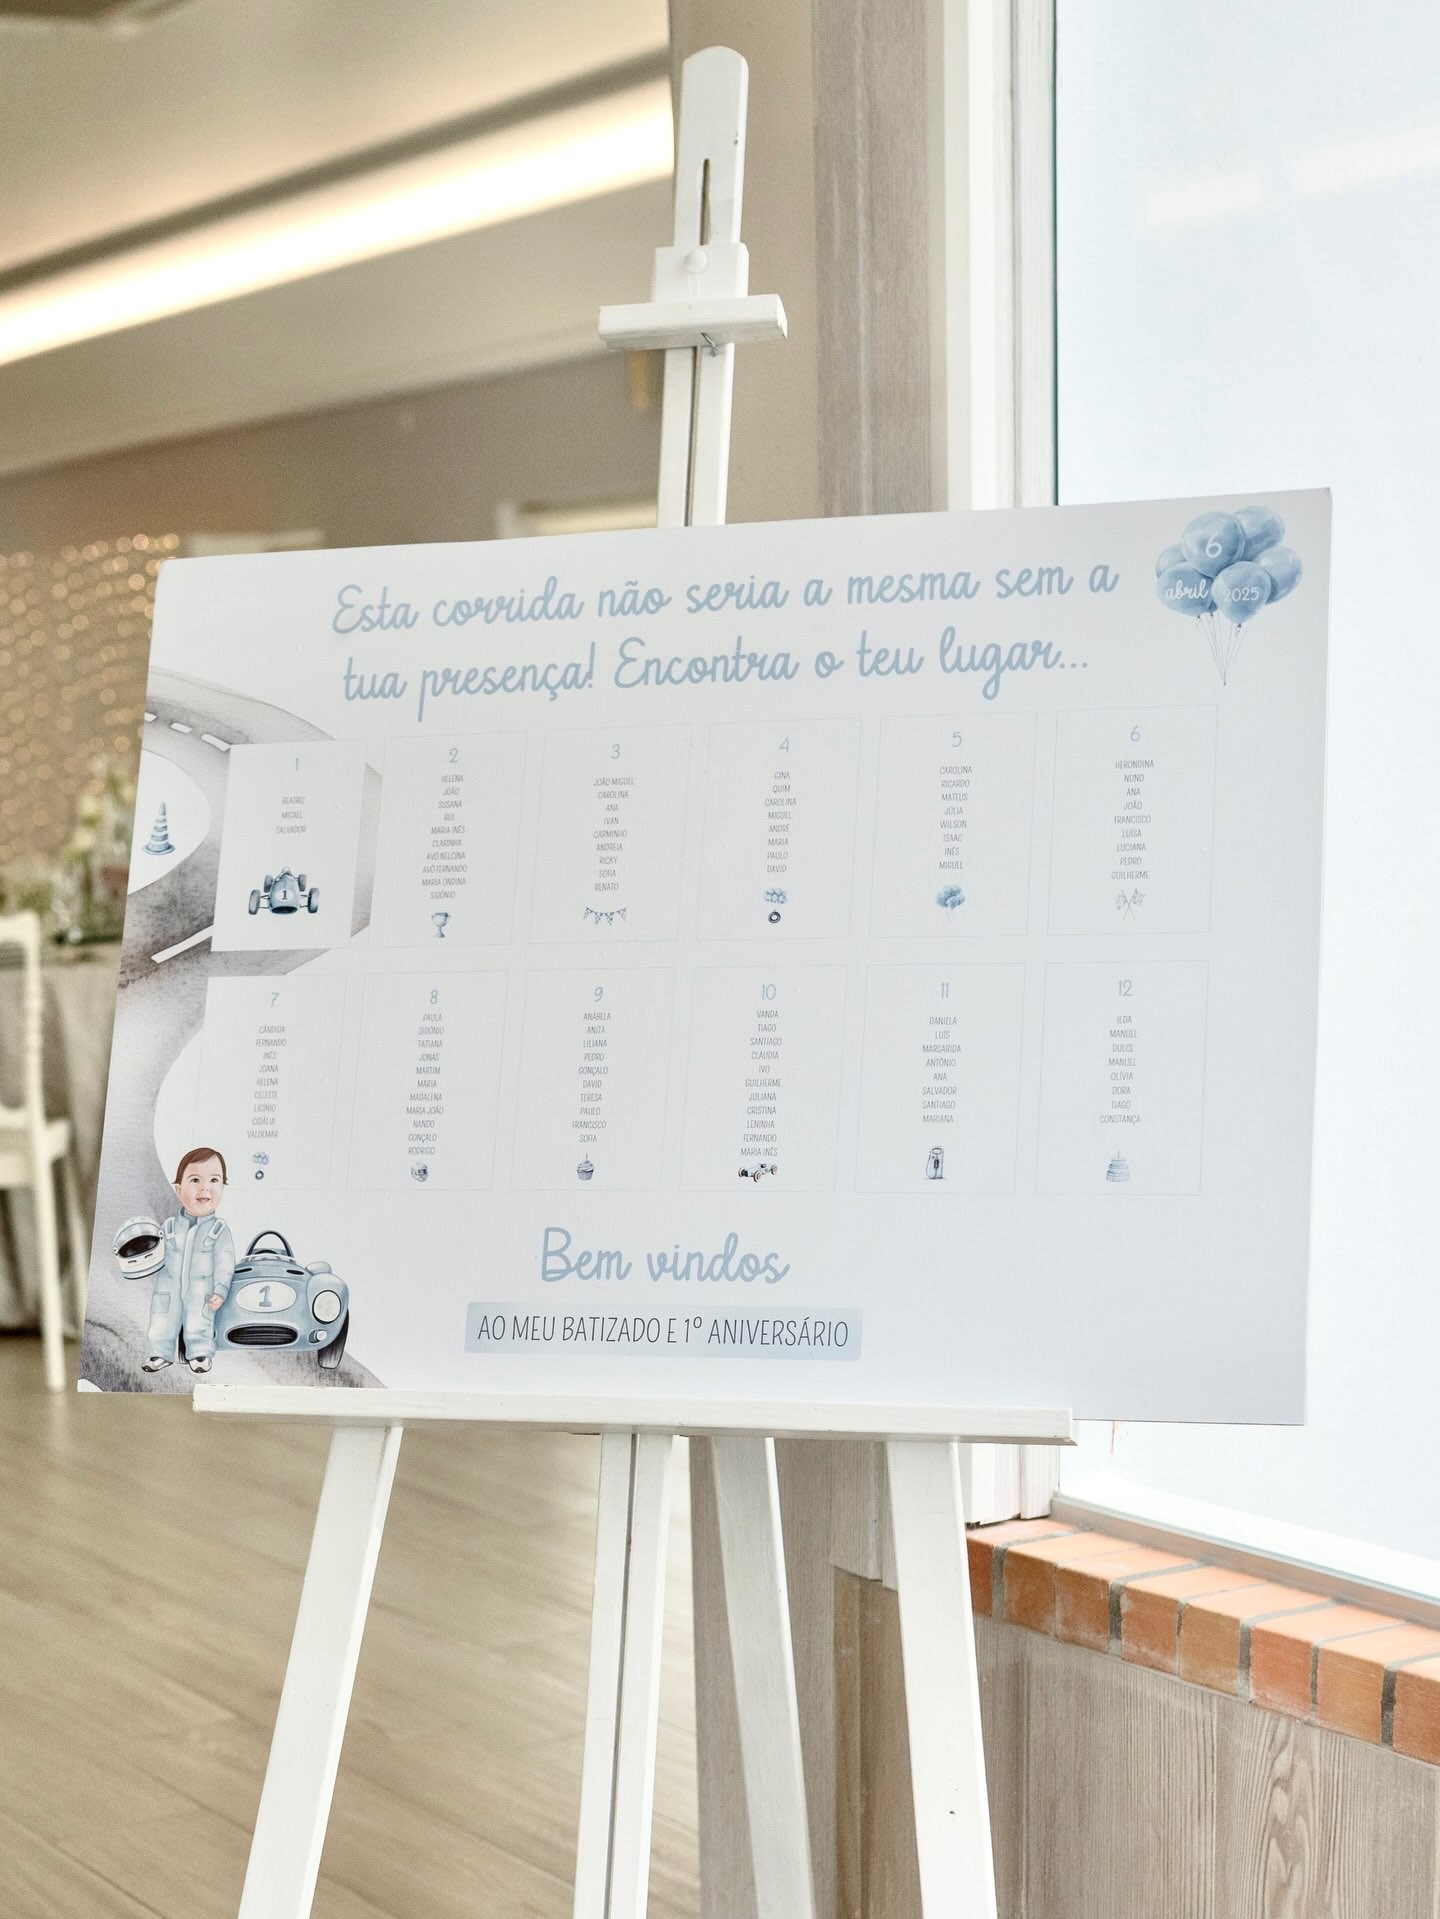 Esta corrida não seria a mesma sem a
tua presença! Encontra o teu lugar...
6
abril
2025
1
BEATRIZ
MICAEL
SALVADOR
1
2
HELENA
JOÃO
SUSANA
RUI
MARIA INÊS
CLARINHA
AVÓ NELCINA
AVÔ FERNANDO
MARIA ONDINA
SIDÓNIO
3
JOÃO MIGUEL
CAROLINA
ANA
IVAN
CARMINHO
ANDREIA
RICKY
SOFIA
RENATO
4
GINA
QUIM
CAROLINA
MIGUEL
ANDRÉ
MARIA
PAULO
DAVID
5
CAROLINA
RICARDO
MATEUS
JÚLIA
WILSON
ISAAC
INÊS
MIGUEL
6
HERONDINA
NUNO
ANA
JOÃO
FRANCISCO
LUÍSA
LUCIANA
PEDRO
GUILHERME
7
CÂNDIDA
FERNANDO
INÊS
JOANA
HELENA
CELESTE
LICÍNIO
CIDÁLIA
VALDEMAR
8
PAULA
SIDÓNIO
TATIANA
JONAS
MARTIM
MARIA
MADALENA
MARIA JOÃO
NANDO
GONÇALO
RODRIGO
9
ANABELA
ANITA
LILIANA
PEDRO
GONÇALO
DAVID
TERESA
PAULO
FRANCISCO
SOFIA
10
VANDA
TIAGO
SANTIAGO
CLÁUDIA
IVO
GUILHERME
JULIANA
CRISTINA
LENINHA
FERNANDO
MARIA INÊS
11
DANIELA
LUÍS
MARGARIDA
ANTÓNIO
ANA
SALVADOR
SANTIAGO
MARIANA
12
ILDA
MANUEL
DULCE
MANUEL
OLÍVIA
DORA
TIAGO
CONSTANÇA
1
Bem vindos
AO MEU BATIZADO E 1º ANIVERSÁRIO